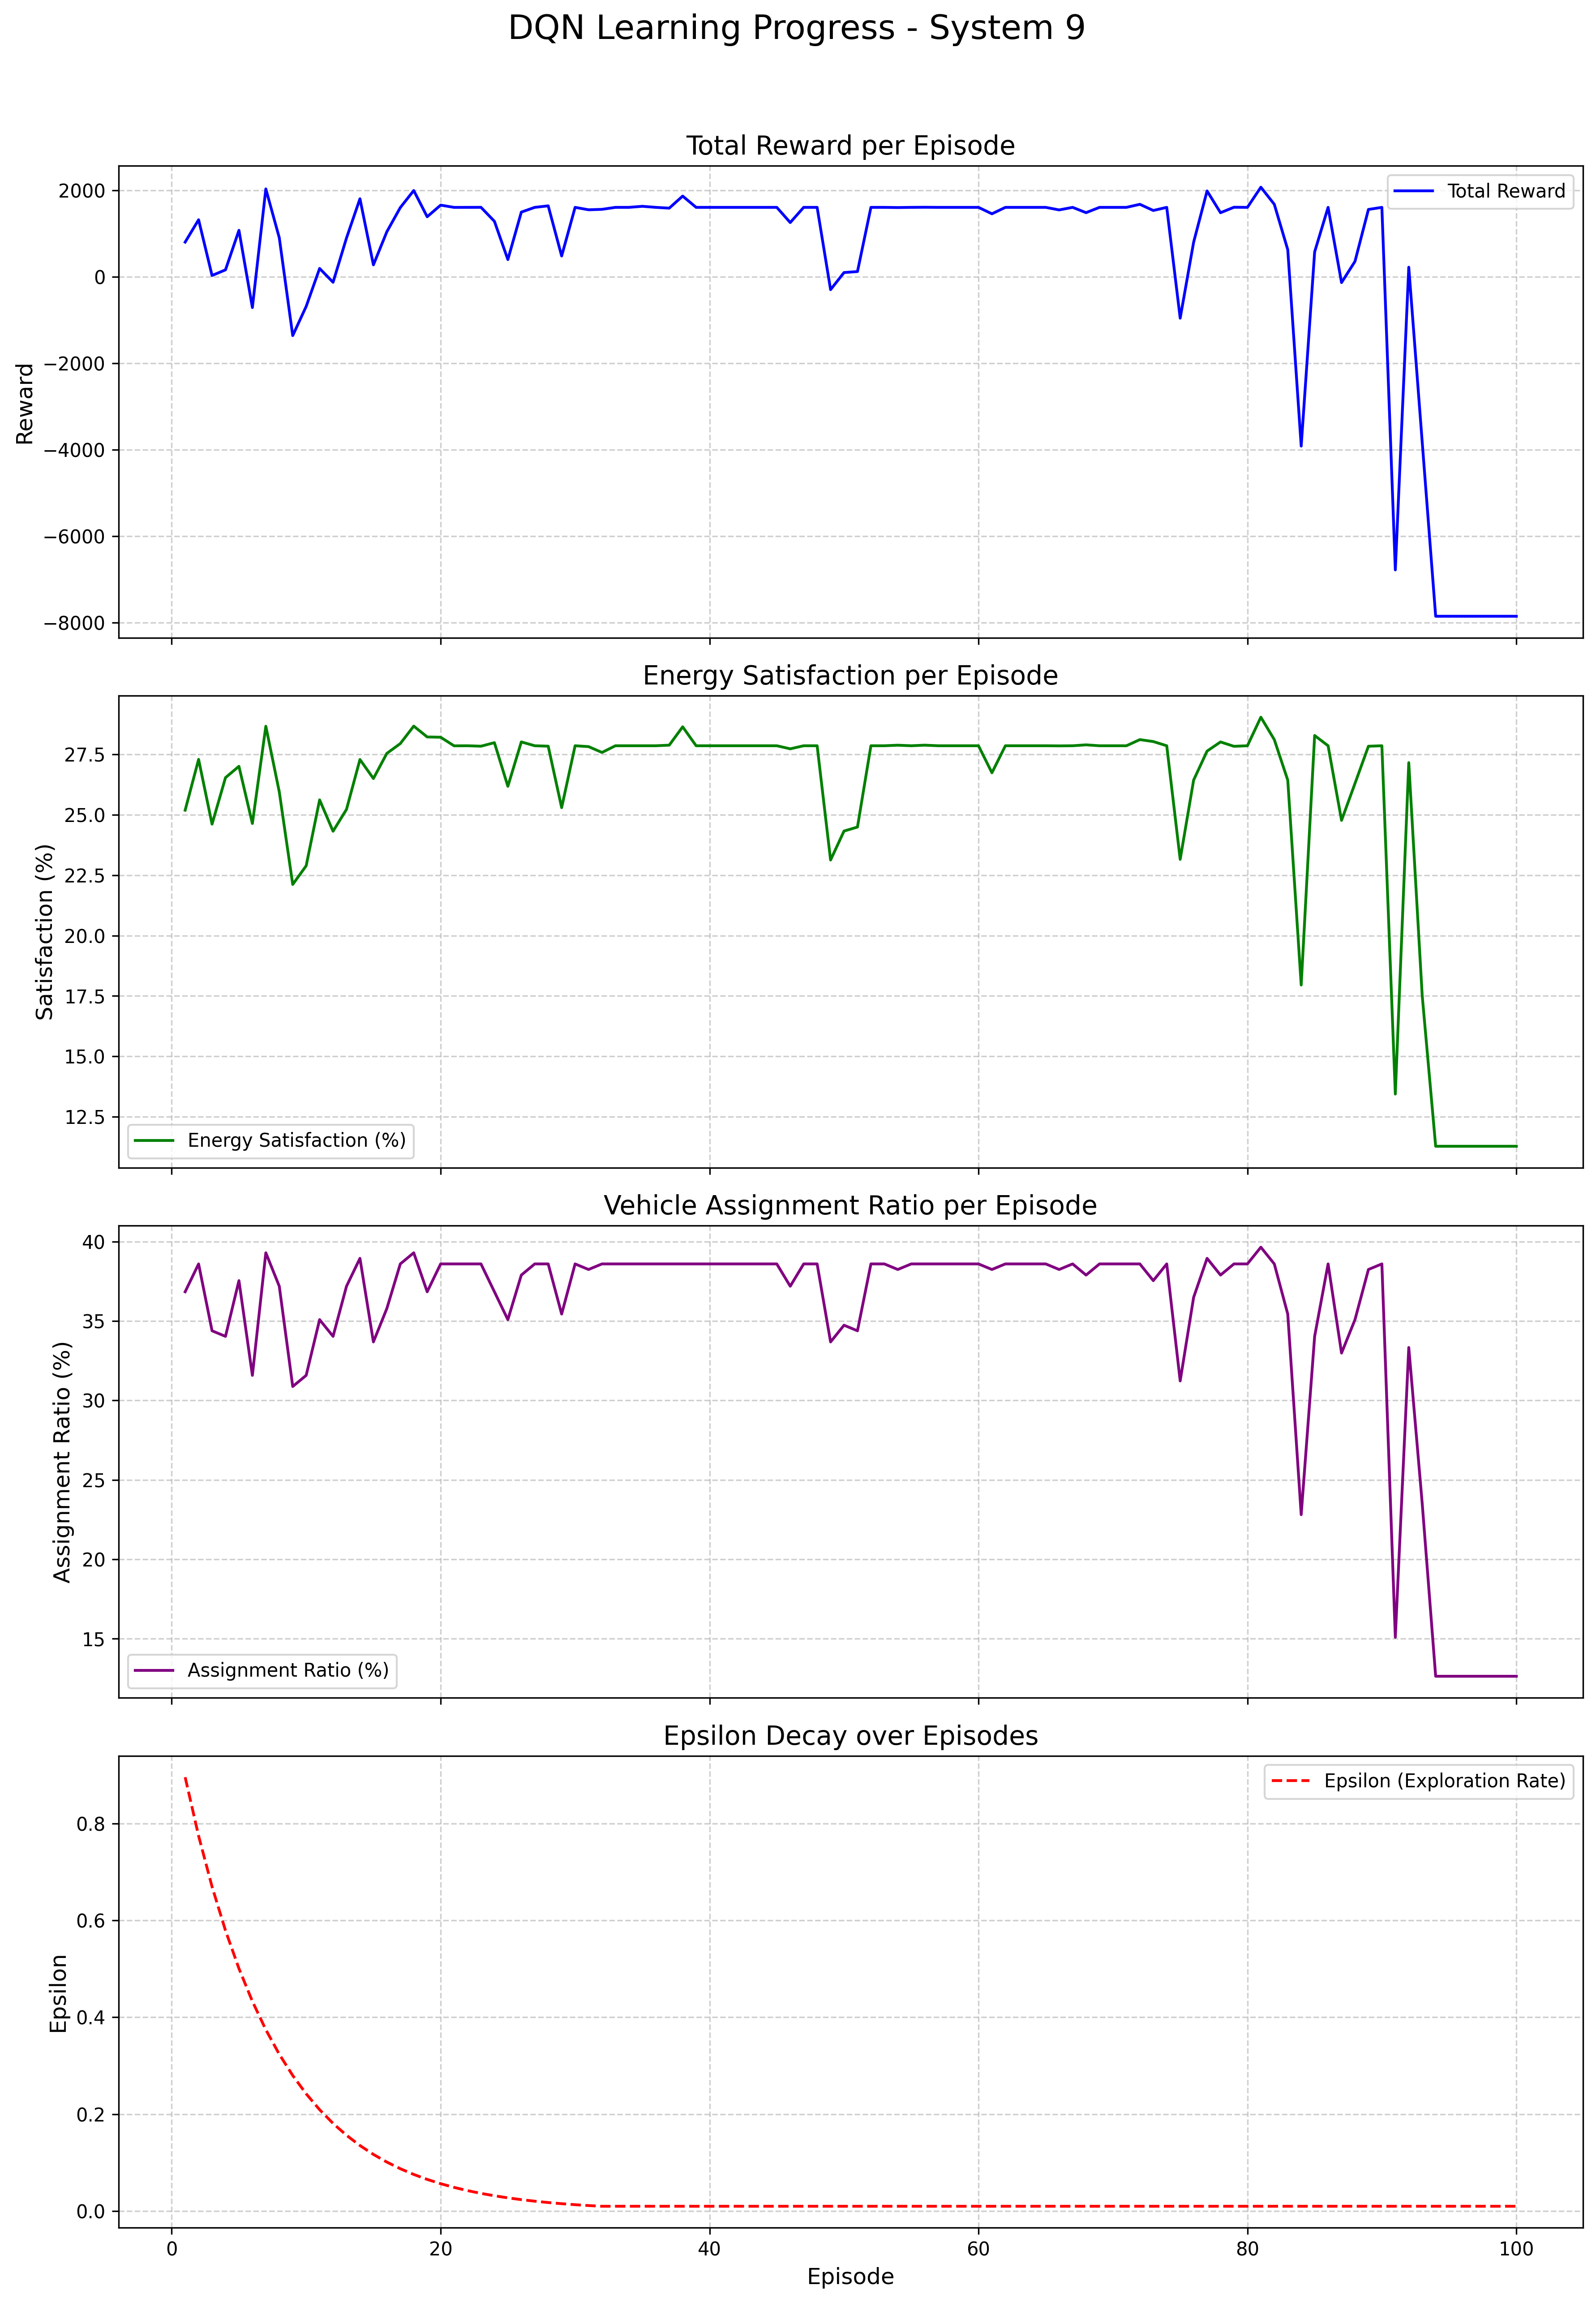 DQN Learning Progress - System 9
Total Reward per Episode
Total Reward
Reward
2000
0
−2000
−4000
−6000
−8000
Energy Satisfaction per Episode
Energy Satisfaction (%)
Satisfaction (%)
27.5
25.0
22.5
20.0
17.5
15.0
12.5
Vehicle Assignment Ratio per Episode
Assignment Ratio (%)
Assignment Ratio (%)
40
35
30
25
20
15
Epsilon Decay over Episodes
Epsilon (Exploration Rate)
Epsilon
0.8
0.6
0.4
0.2
0.0
0 20 40 60 80 100
Episode